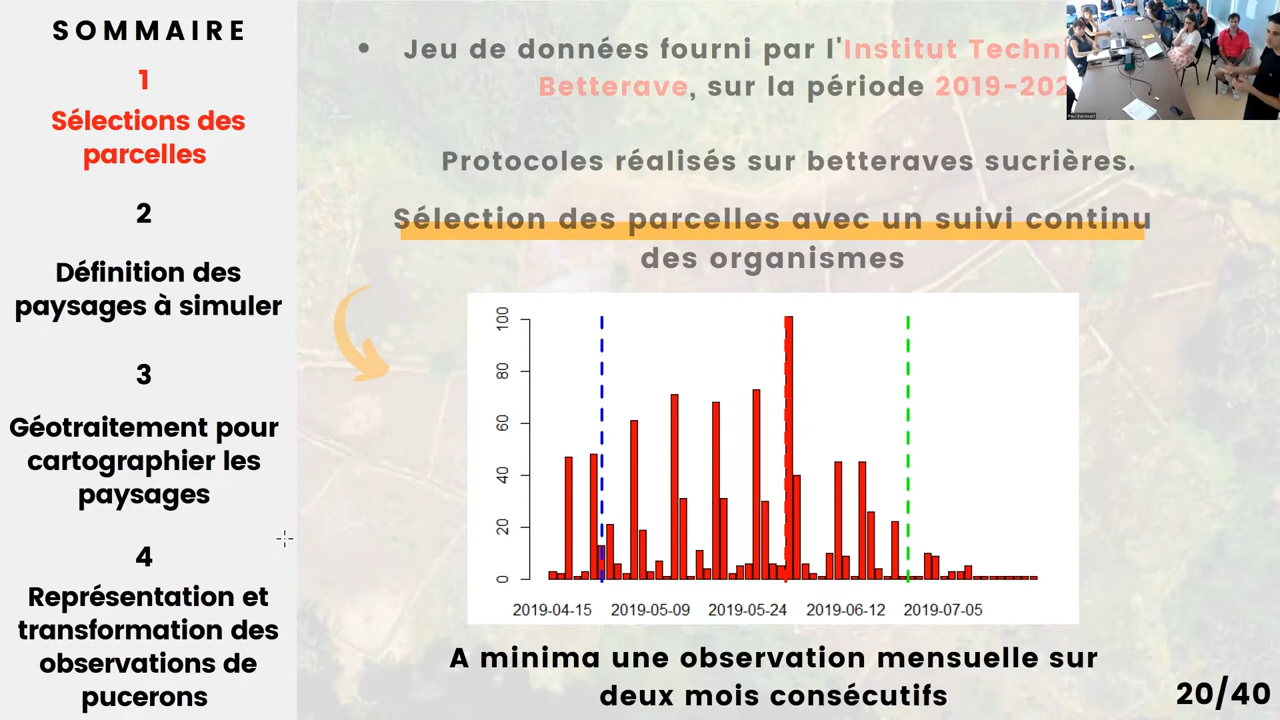 SOMMAIRE
1
Sélections des
parcelles
2
Définition des
paysages à simuler
3
Géotraitement pour
cartographier les
paysages
4
Représentation et
transformation des
observations de
pucerons
• Jeu de données fourni par l'Institut Techn
Betterave, sur la période 2019-202
Protocoles réalisés sur betteraves sucrières.
Sélection des parcelles avec un suivi continu
des organismes
100
80
60
40
20
0
2019-04-15 2019-05-09 2019-05-24 2019-06-12 2019-07-05
A minima une observation mensuelle sur
deux mois consécutifs
20/40